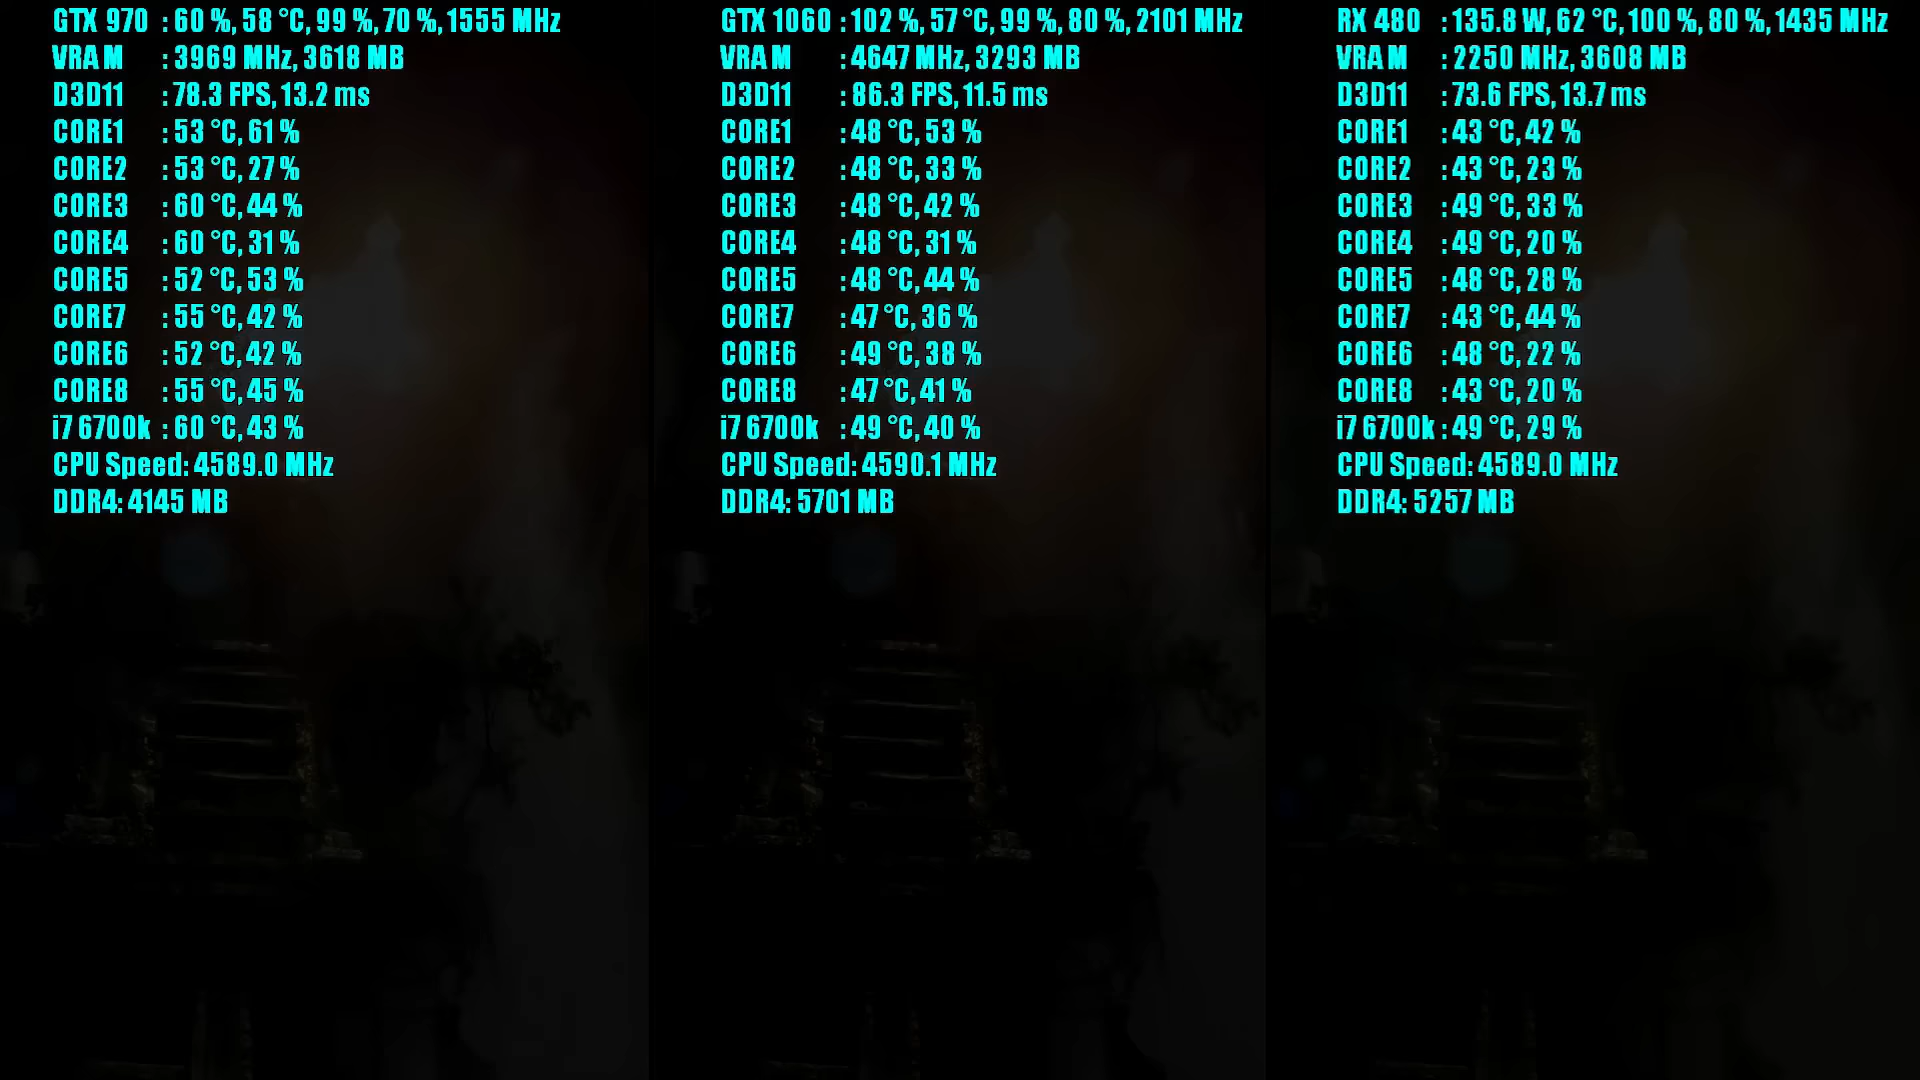 GTX 970 : 60 %, 58 °C, 99 %, 70 %, 1555 MHz
VRAM : 3969 MHz, 3618 MB
D3D11 : 78.3 FPS, 13.2 ms
CORE1 : 53 °C, 61 %
CORE2 : 53 °C, 27 %
CORE3 : 60 °C, 44 %
CORE4 : 60 °C, 31 %
CORE5 : 52 °C, 53 %
CORE7 : 55 °C, 42 %
CORE6 : 52 °C, 42 %
CORE8 : 55 °C, 45 %
i7 6700k : 60 °C, 43 %
CPU Speed: 4589.0 MHz
DDR4: 4145 MB
GTX 1060 : 102 %, 57 °C, 99 %, 80 %, 2101 MHz
VRAM : 4647 MHz, 3293 MB
D3D11 : 86.3 FPS, 11.5 ms
CORE1 : 48 °C, 53 %
CORE2 : 48 °C, 33 %
CORE3 : 48 °C, 42 %
CORE4 : 48 °C, 31 %
CORE5 : 48 °C, 44 %
CORE7 : 47 °C, 36 %
CORE6 : 49 °C, 38 %
CORE8 : 47 °C, 41 %
i7 6700k : 49 °C, 40 %
CPU Speed: 4590.1 MHz
DDR4: 5701 MB
RX 480 : 135.8 W, 62 °C, 100 %, 80 %, 1435 MHz
VRAM : 2250 MHz, 3608 MB
D3D11 : 73.6 FPS, 13.7 ms
CORE1 : 43 °C, 42 %
CORE2 : 43 °C, 23 %
CORE3 : 49 °C, 33 %
CORE4 : 49 °C, 20 %
CORE5 : 48 °C, 28 %
CORE7 : 43 °C, 44 %
CORE6 : 48 °C, 22 %
CORE8 : 43 °C, 20 %
i7 6700k : 49 °C, 29 %
CPU Speed: 4589.0 MHz
DDR4: 5257 MB